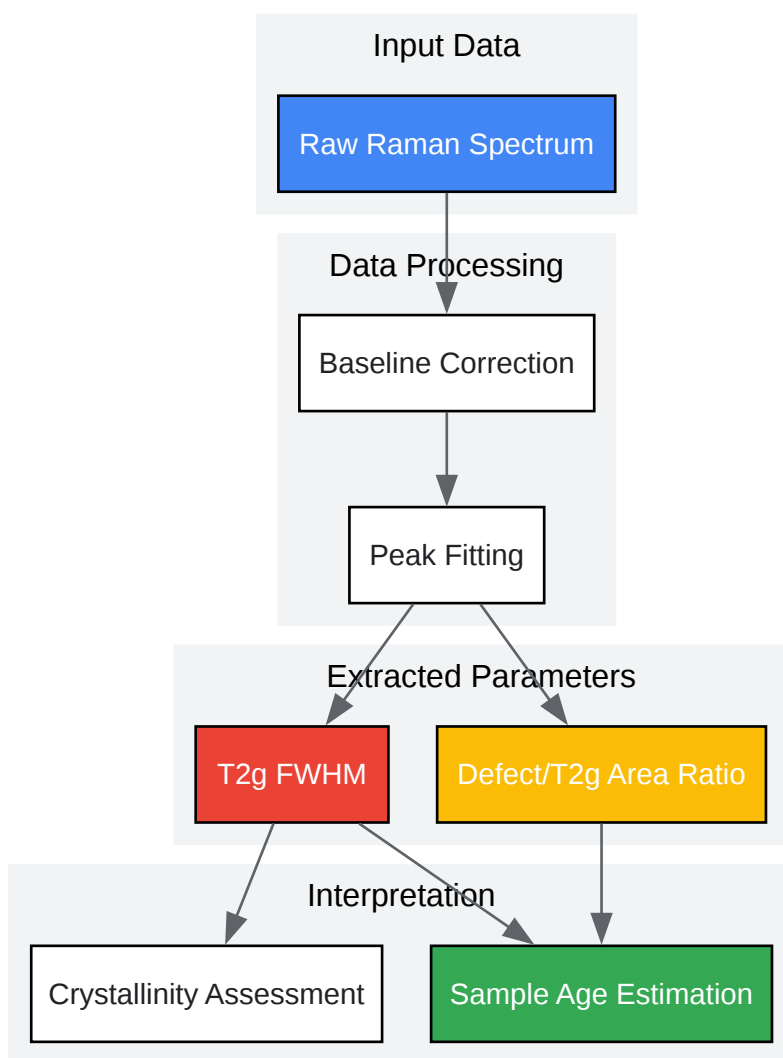 Input Data
Raw Raman Spectrum
Data Processing
Baseline Correction
Peak Fitting
Extracted Parameters
T2g FWHM
Defect/T2g Area Ratio
Interpretation
Crystallinity Assessment
Sample Age Estimation